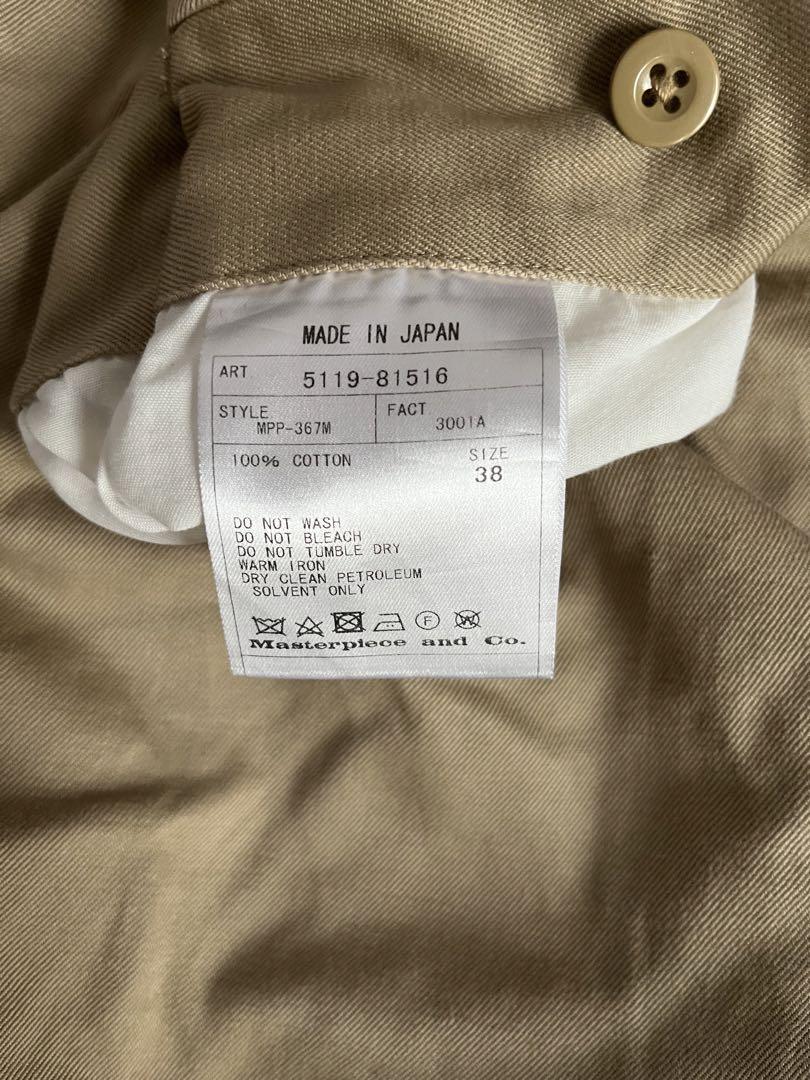 MADE IN JAPAN
ART 5119-81516
STYLE FACT
MPP-367M 3001A
100% COTTON SIZE
38
DO NOT WASH
DO NOT BLEACH
DO NOT TUMBLE DRY
WARM IRON
DRY CLEAN PETROLEUM
SOLVENT ONLY
F W
Masterpiece and Co.